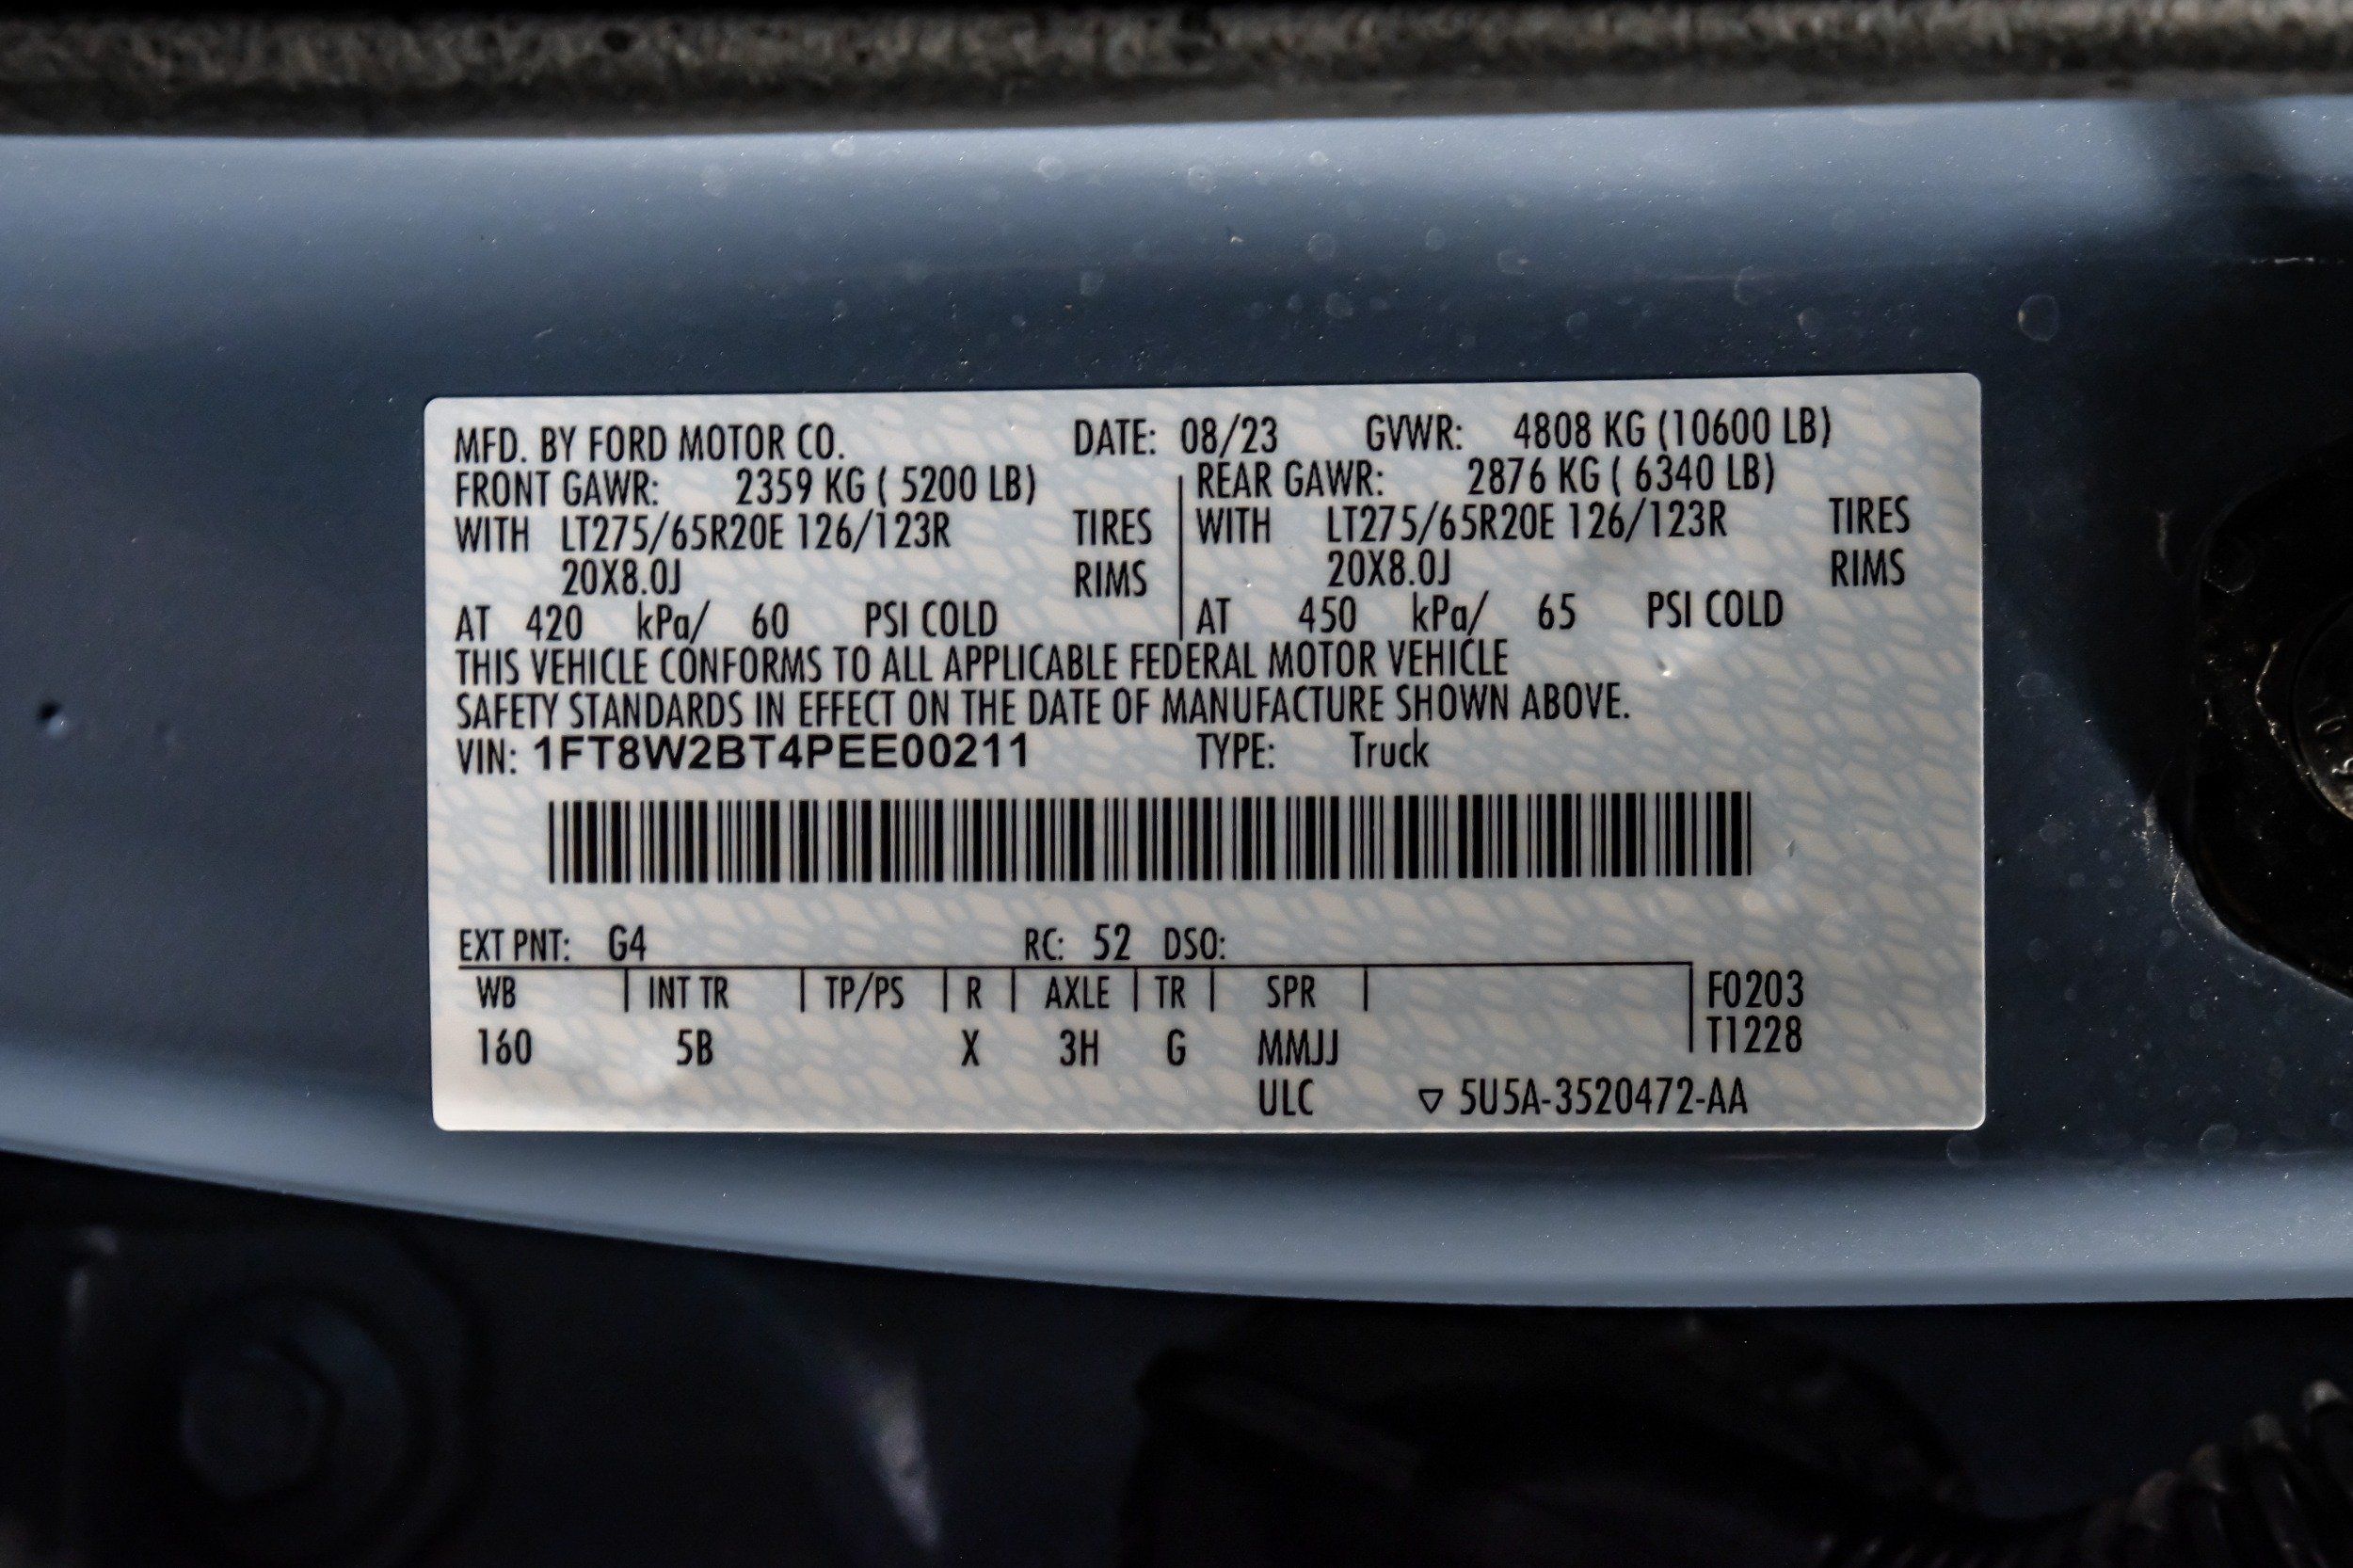 MFD. BY FORD MOTOR CO. DATE: 08/23 GVWR: 4808 KG (10600 LB)
FRONT GAWR: 2359 KG ( 5200 LB) REAR GAWR: 2876 KG ( 6340 LB)
WITH LT275/65R20E 126/123R TIRES WITH LT275/65R20E 126/123R TIRES
20X8.0J RIMS 20X8.0J RIMS
AT 420 kPa/ 60 PSI COLD AT 450 kPa/ 65 PSI COLD
THIS VEHICLE CONFORMS TO ALL APPLICABLE FEDERAL MOTOR VEHICLE
SAFETY STANDARDS IN EFFECT ON THE DATE OF MANUFACTURE SHOWN ABOVE.
VIN: 1FT8W2BT4PEE00211 TYPE: Truck
EXT PNT: G4 RC: 52 DSO:
WB INT TR TP/PS R AXLE TR SPR F0203
160 5B X 3H G MMJJ T1228
ULC ▽ 5U5A-3520472-AA